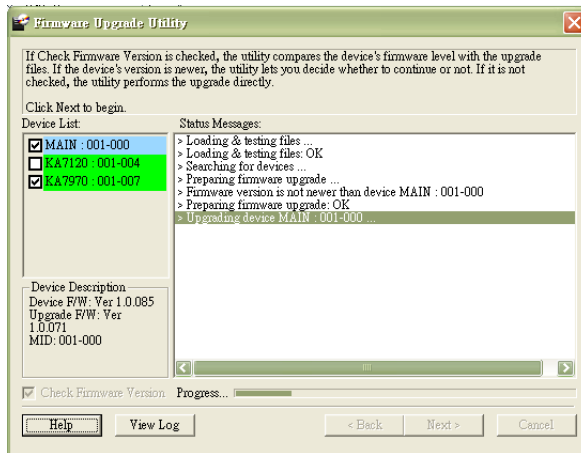 Firmware Upgrade Utility
If Check Firmware Version is checked, the utility compares the device's firmware level with the upgrade
files. If the device's version is newer, the utility lets you decide whether to continue or not. If it is not
checked, the utility performs the upgrade directly.
Click Next to begin.
Device List:
MAIN : 001-000
KA7120 : 001-004
KA7970 : 001-007
Status Messages:
> Loading & testing files ...
> Loading & testing files: OK
> Searching for devices ...
> Preparing firmware upgrade ...
> Firmware version is not newer than device MAIN : 001-000
> Preparing firmware upgrade: OK
> Upgrading device MAIN : 001-000 ...
Device Description
Device F/W: Ver 1.0.085
Upgrade F/W: Ver
1.0.071
MID: 001-000
Check Firmware Version
Progress...
Help
View Log
< Back
Next >
Cancel